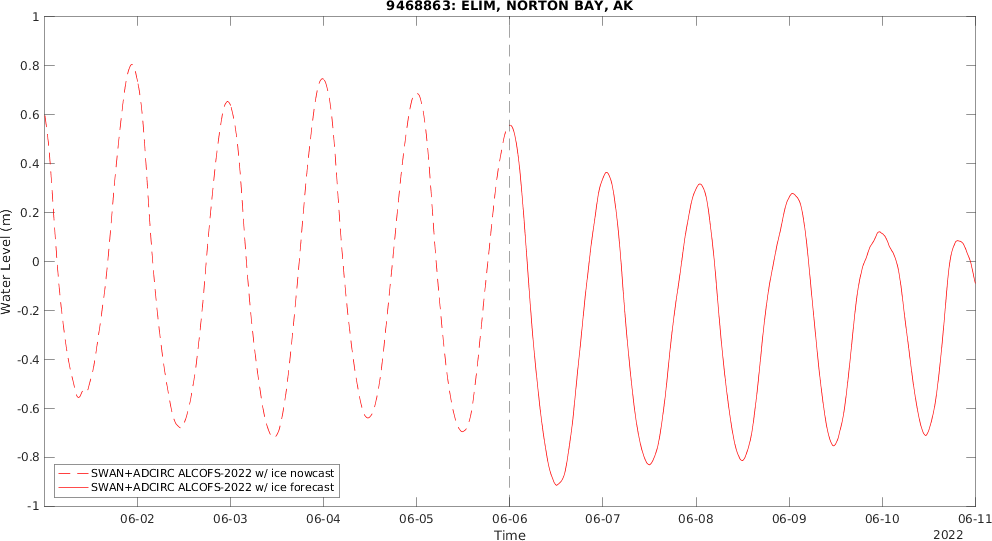 9468863: ELIM, NORTON BAY, AK
1
0.8
0.6
0.4
0.2
0
-0.2
-0.4
-0.6
-0.8
-1
Water Level (m)
SWAN+ADCIRC ALCOFS-2022 w/ ice nowcast
SWAN+ADCIRC ALCOFS-2022 w/ ice forecast
06-02 06-03 06-04 06-05 06-06 06-07 06-08 06-09 06-10 06-11
Time
2022